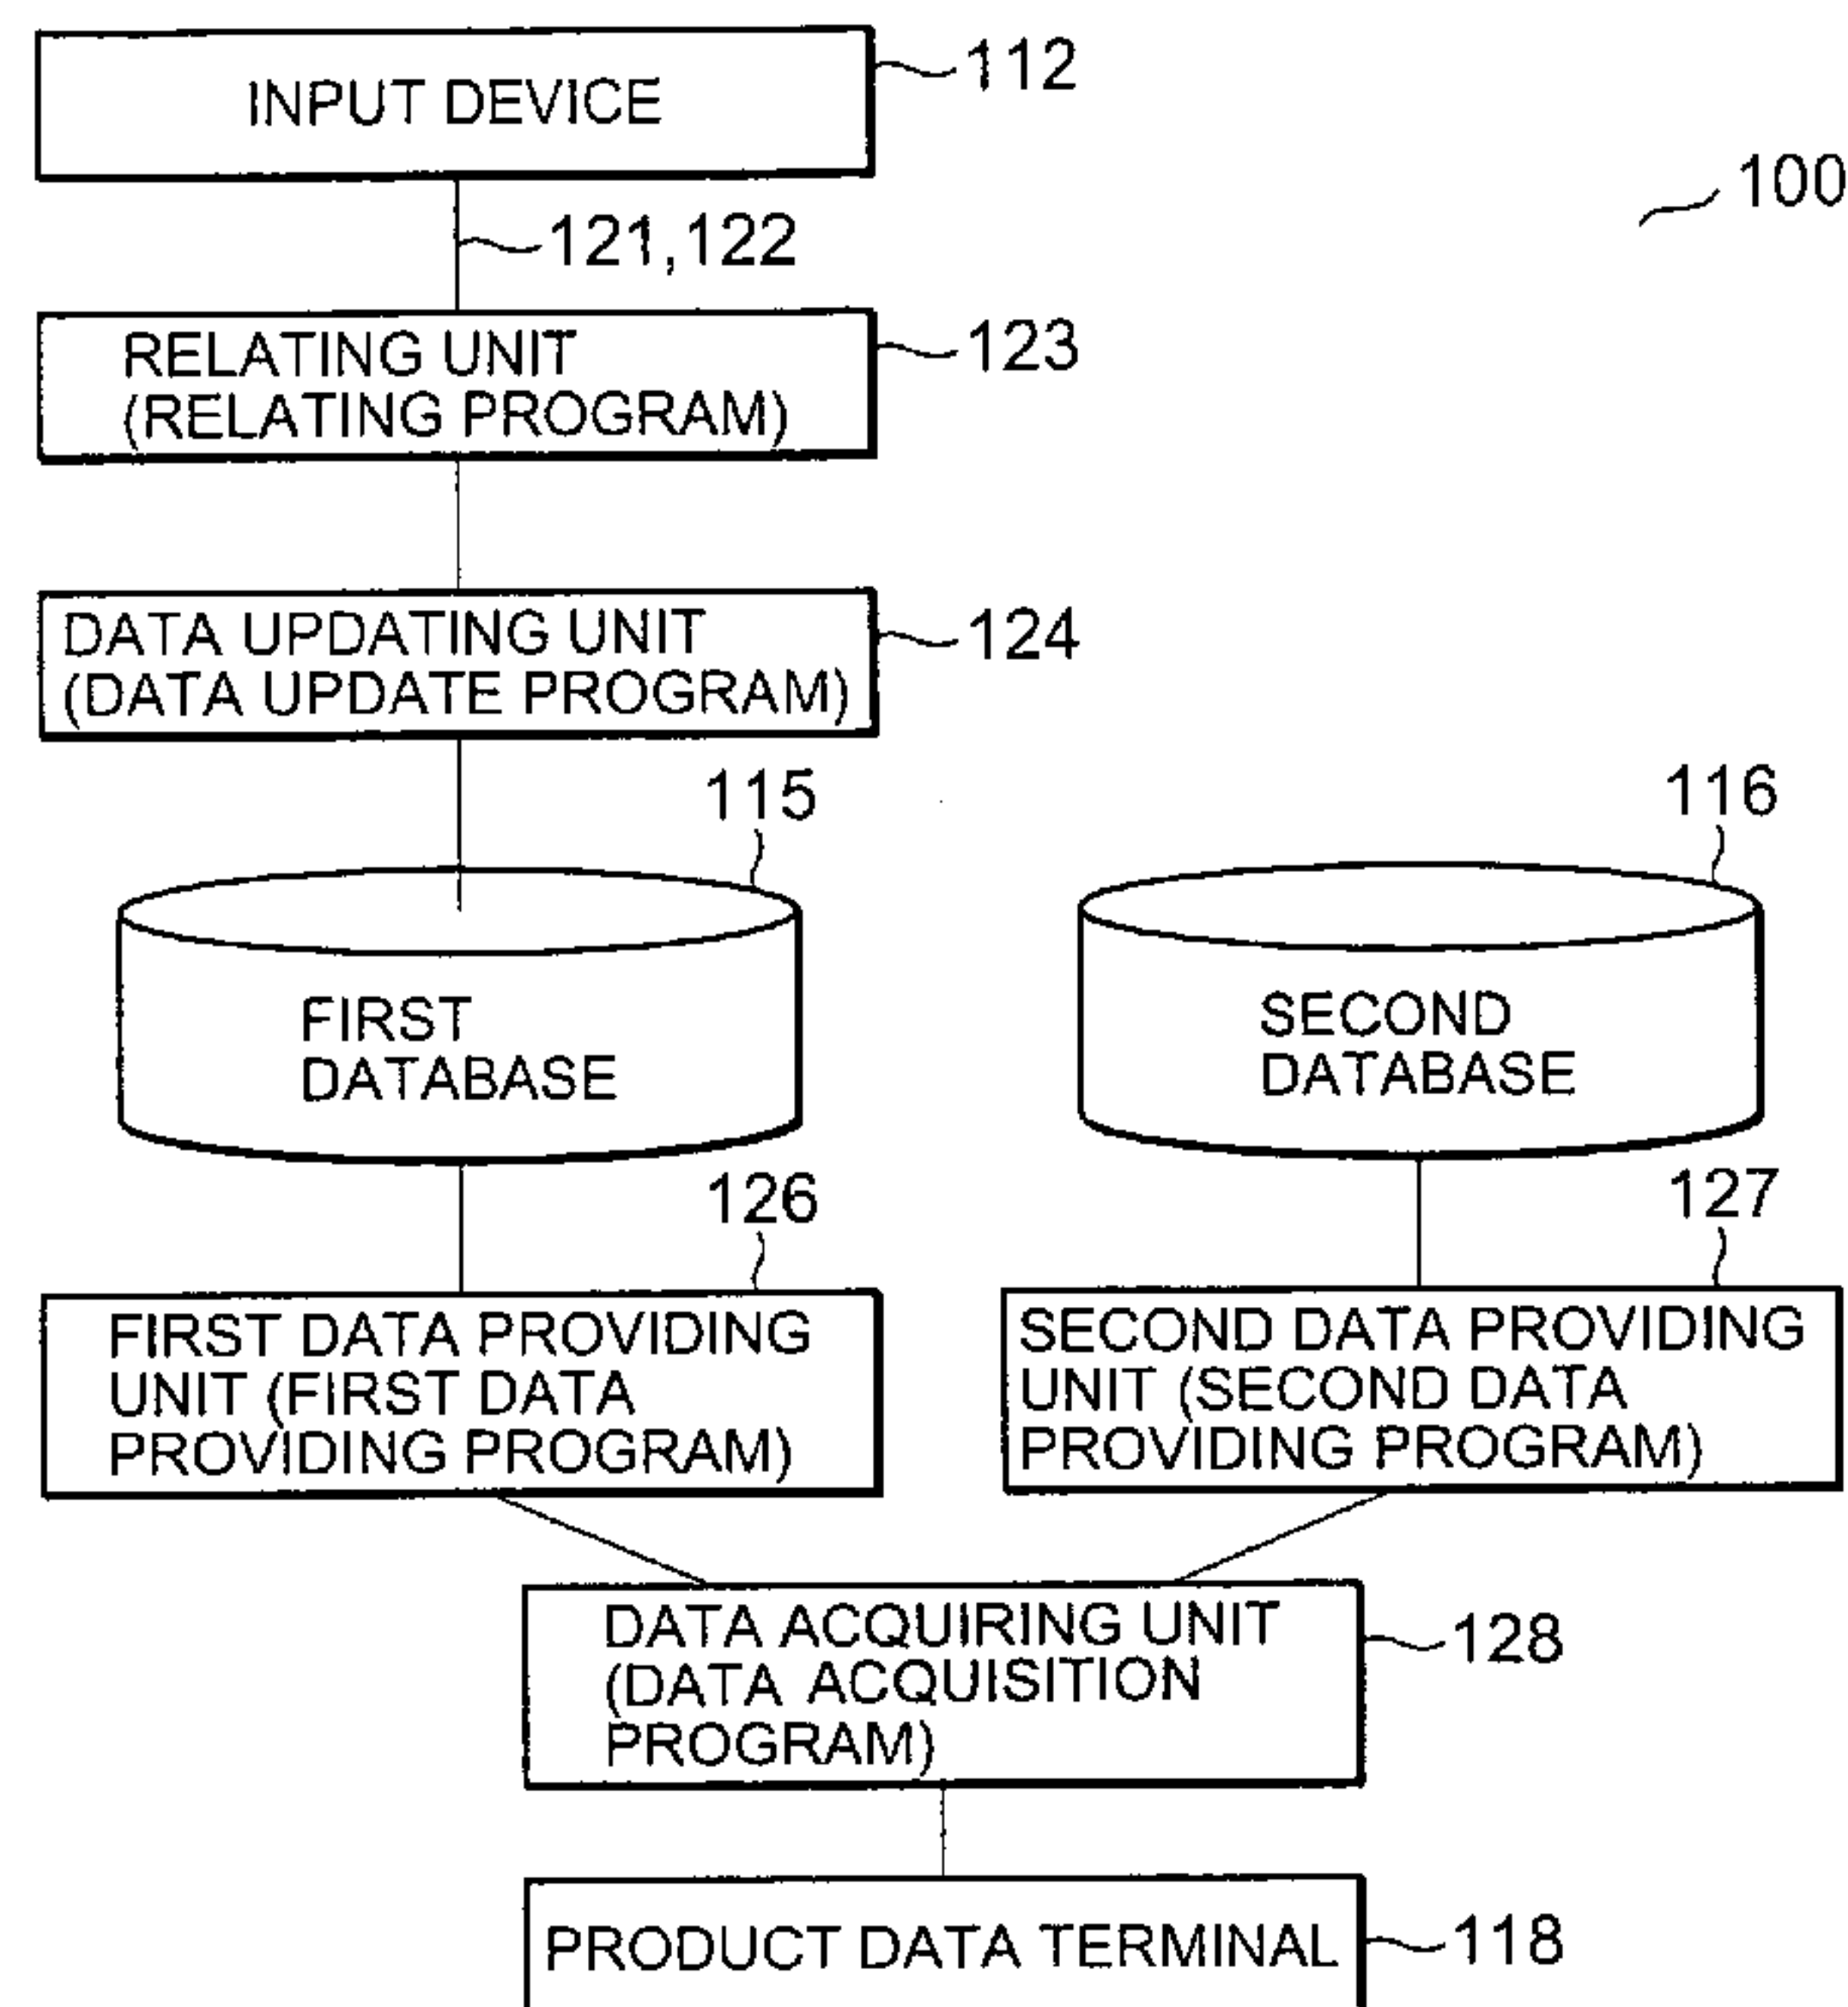 INPUT DEVICE
112
100
121,122
RELATING UNIT
(RELATING PROGRAM)
123
DATA UPDATING UNIT
(DATA UPDATE PROGRAM)
124
115
116
FIRST
DATABASE
SECOND
DATABASE
126
127
FIRST DATA PROVIDING
UNIT (FIRST DATA
PROVIDING PROGRAM)
SECOND DATA PROVIDING
UNIT (SECOND DATA
PROVIDING PROGRAM)
DATA ACQUIRING UNIT
(DATA ACQUISITION
PROGRAM)
128
PRODUCT DATA TERMINAL
118